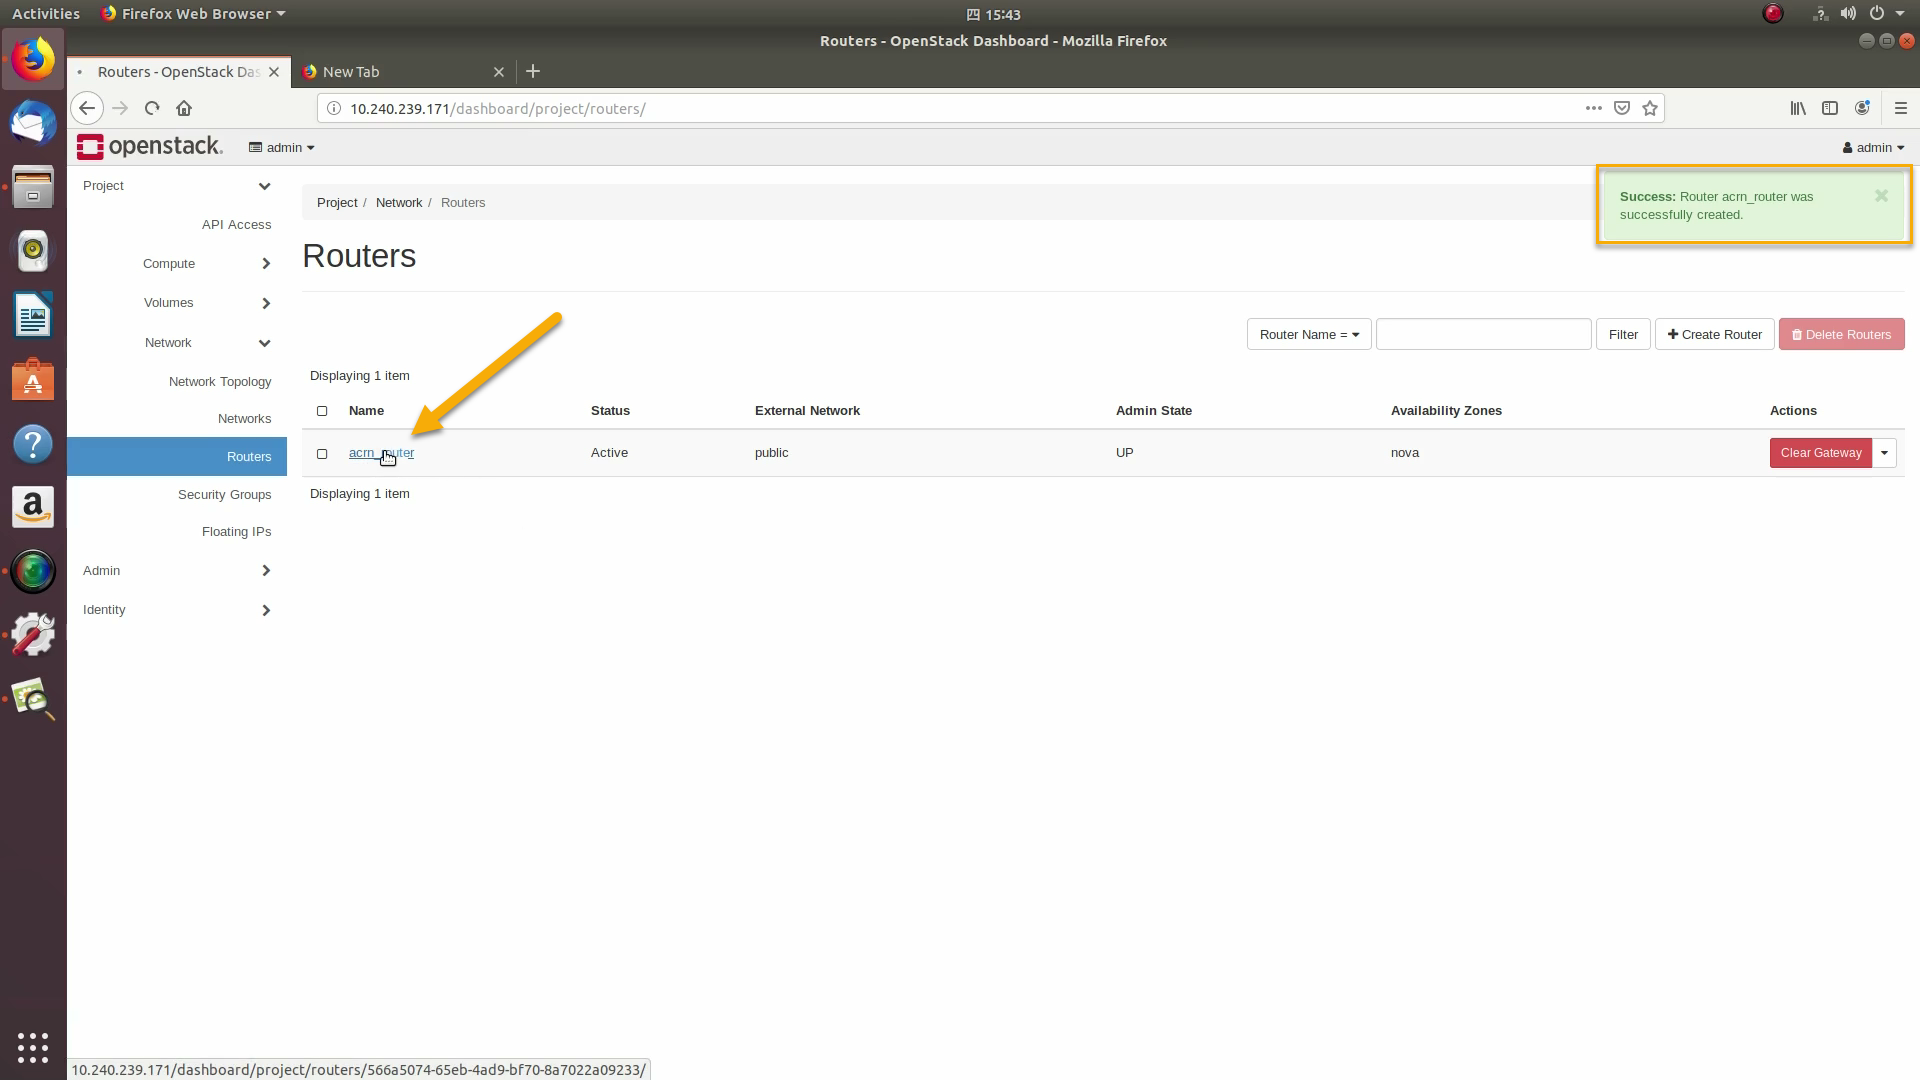 Activities Firefox Web Browser 四 15:43
Routers - OpenStack Dashboard - Mozilla Firefox
Routers - OpenStack Das New Tab
10.240.239.171/dashboard/project/routers/
openstack. admin admin
Project
API Access
Compute
Volumes
Network
Network Topology
Networks
Routers
Security Groups
Floating IPs
Admin
Identity
Project / Network / Routers
Success: Router acrn_router was
successfully created.
Routers
Router Name = Filter Create Router Delete Routers
Displaying 1 item
Name Status External Network Admin State Availability Zones Actions
acrn_router Active public UP nova Clear Gateway
Displaying 1 item
10.240.239.171/dashboard/project/routers/566a5074-65eb-4ad9-bf70-8a7022a09233/